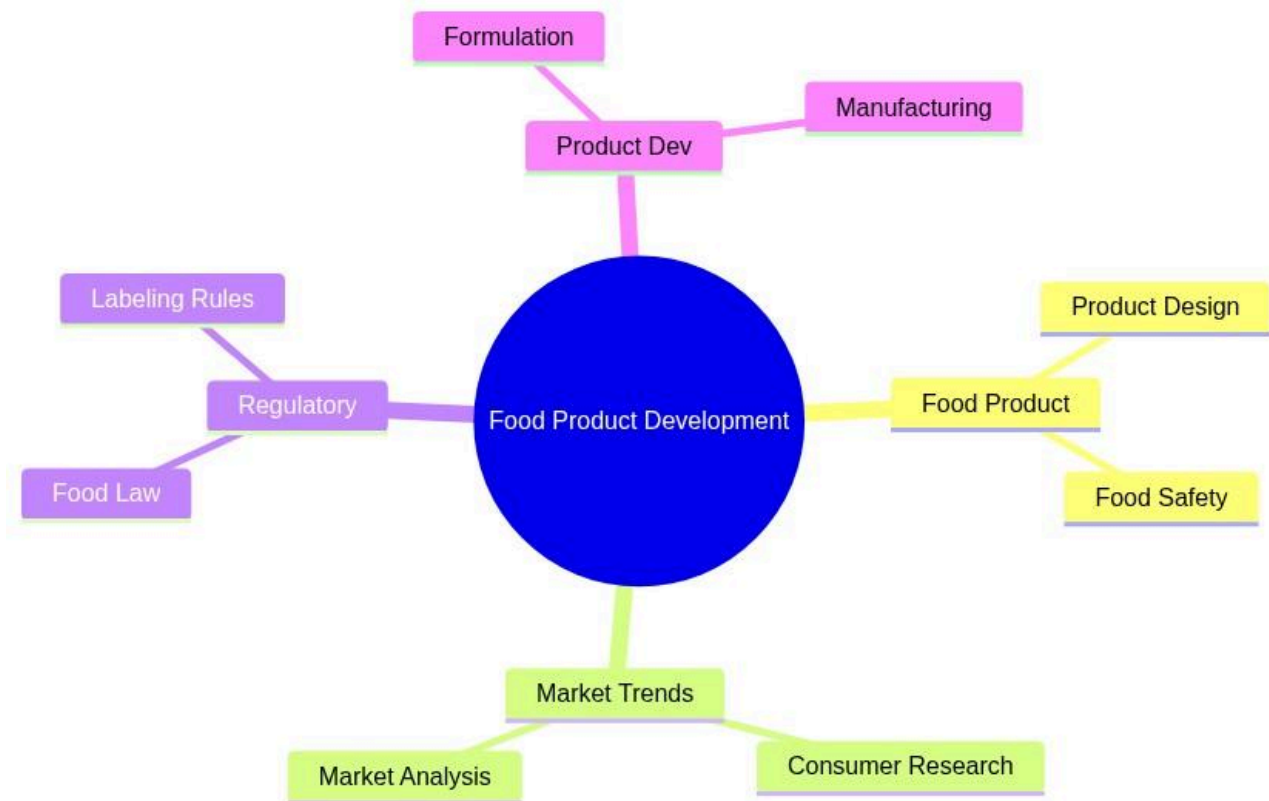 Formulation
Manufacturing
Product Dev
Labeling Rules
Product Design
Regulatory
Food Product Development
Food Product
Food Law
Food Safety
Market Trends
Market Analysis
Consumer Research